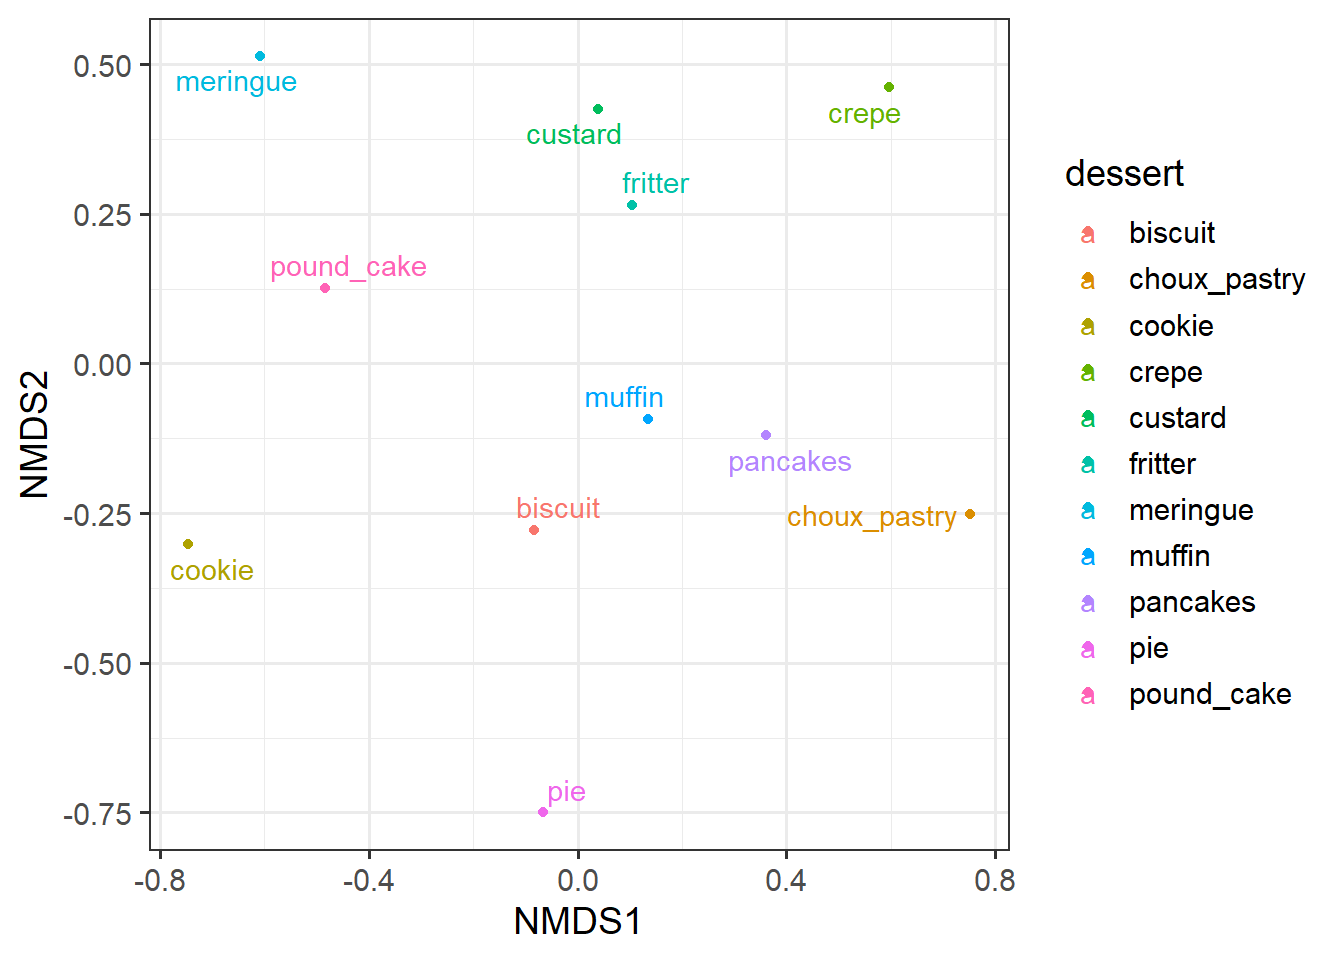 0.50
0.25
0.00
-0.25
-0.50
-0.75
NMDS2
meringue
custard
crepe
fritter
pound_cake
muffin
pancakes
biscuit
choux_pastry
cookie
pie
-0.8 -0.4 0.0 0.4 0.8
NMDS1
dessert
a biscuit
a choux_pastry
a cookie
a crepe
a custard
a fritter
a meringue
a muffin
a pancakes
a pie
a pound_cake